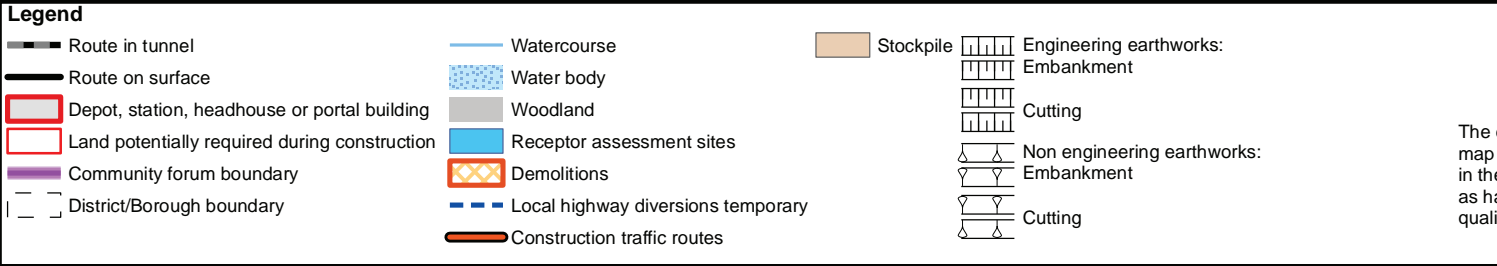 Legend
Route in tunnel
Route on surface
Depot, station, headhouse or portal building
Land potentially required during construction
Community forum boundary
District/Borough boundary
Watercourse
Water body
Woodland
Receptor assessment sites
Demolitions
Local highway diversions temporary
Construction traffic routes
Stockpile
Engineering earthworks:
Embankment
Cutting
Non engineering earthworks:
Embankment
Cutting
The
map
in the
as ha
quali